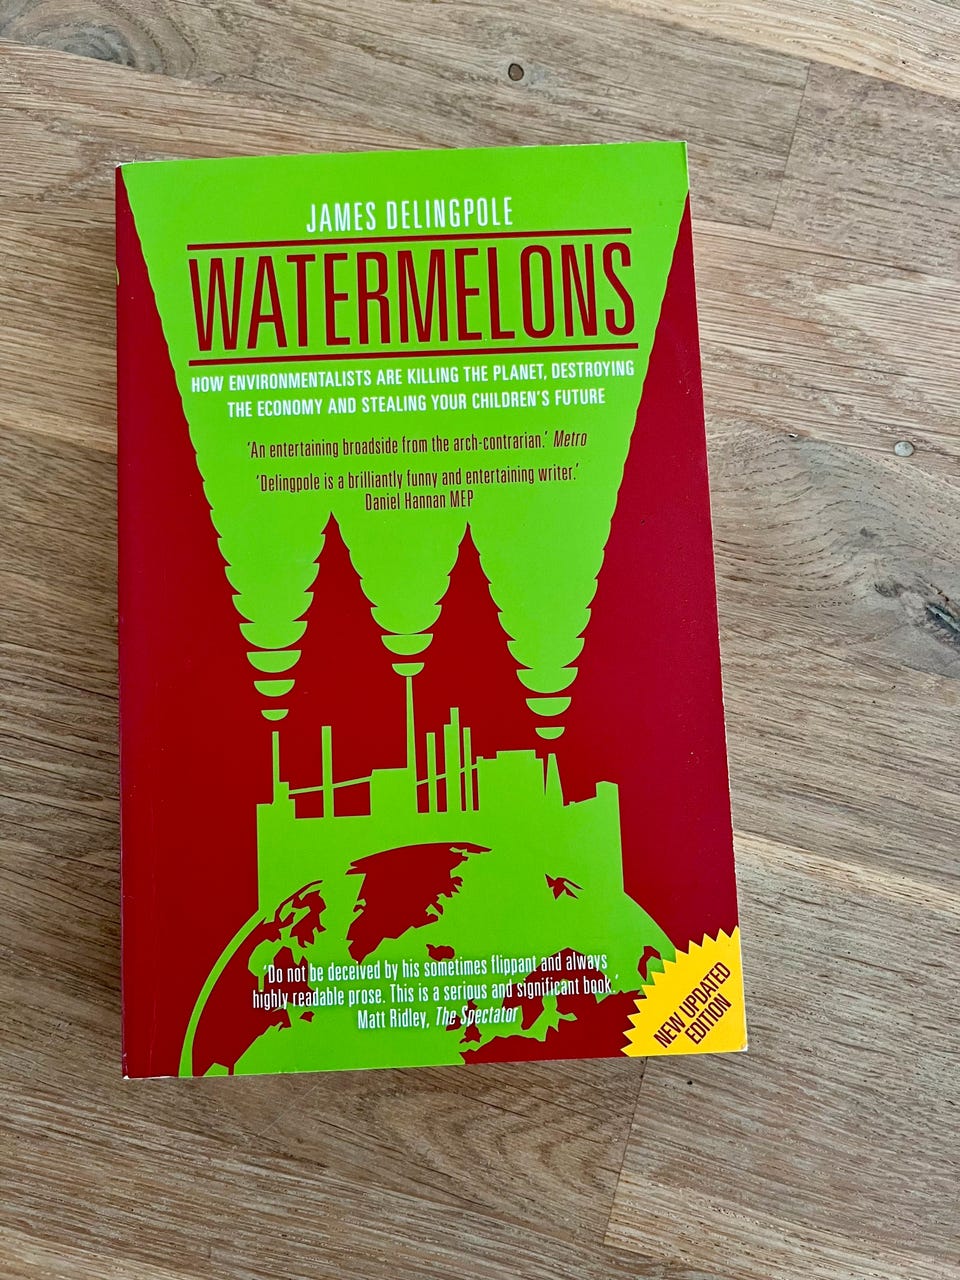 JAMES DELINGPOLE
WATERMELONS
HOW ENVIRONMENTALISTS ARE KILLING THE PLANET, DESTROYING
THE ECONOMY AND STEALING YOUR CHILDREN'S FUTURE
'An entertaining broadside from the arch-contrarian.' Metro
'Delingpole is a brilliantly funny and entertaining writer.'
Daniel Hannan MEP
'Do not be deceived by his sometimes flippant and always
highly readable prose. This is a serious and significant book.'
Matt Ridley, The Spectator
NEW UPDATED
EDITION